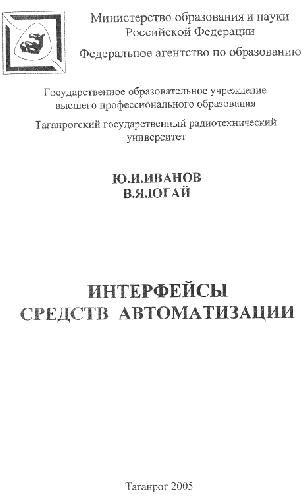 Министерство образования и науки
Российской Федерации
Федеральное агентство по образованию
Государственное образовательное учреждение
высшего профессионального образования
Таганрогский государственный радиотехнический
университет
Ю.И.ИВАНОВ
В.Я.ЮГАЙ
ИНТЕРФЕЙСЫ
СРЕДСТВ АВТОМАТИЗАЦИИ
Таганрог 2005